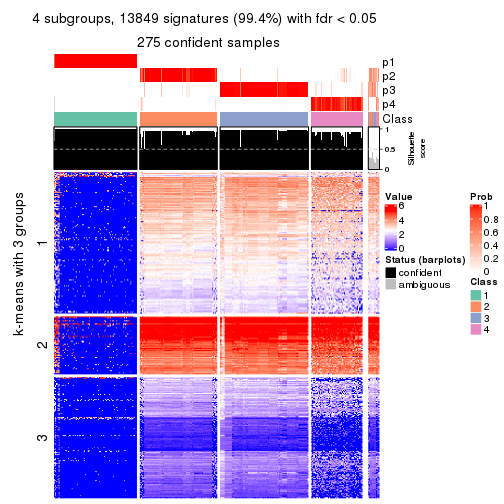 4 subgroups, 13849 signatures (99.4%) with fdr < 0.05
275 confident samples
p1
p2
p3
p4
Class
1
0.5
0
Silhouette
score
k-means with 3 groups
1
2
3
Value
6
4
2
0
Status (barplots)
confident
ambiguous
Prob
1
0.8
0.6
0.4
0.2
0
Class
1
2
3
4